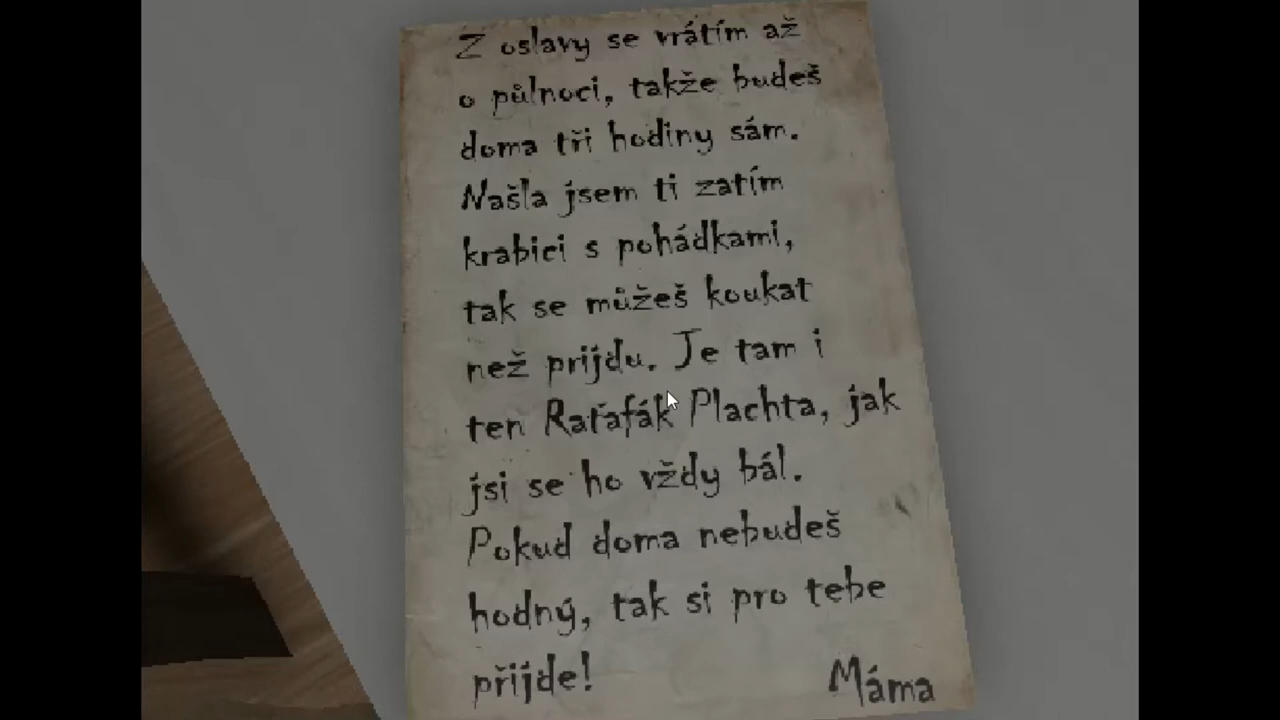 Z oslavy se vrátím až
o půlnoci, takže budeš
doma tři hodiny sám.
Našla jsem ti zatím
krabici s pohádkami,
tak se můžeš koukat
než prijdu. Je tam i
ten Raťafák Plachta, jak
jsi se ho vždy bál.
Pokud doma nebudeš
hodný, tak si pro tebe
přijde!
Máma